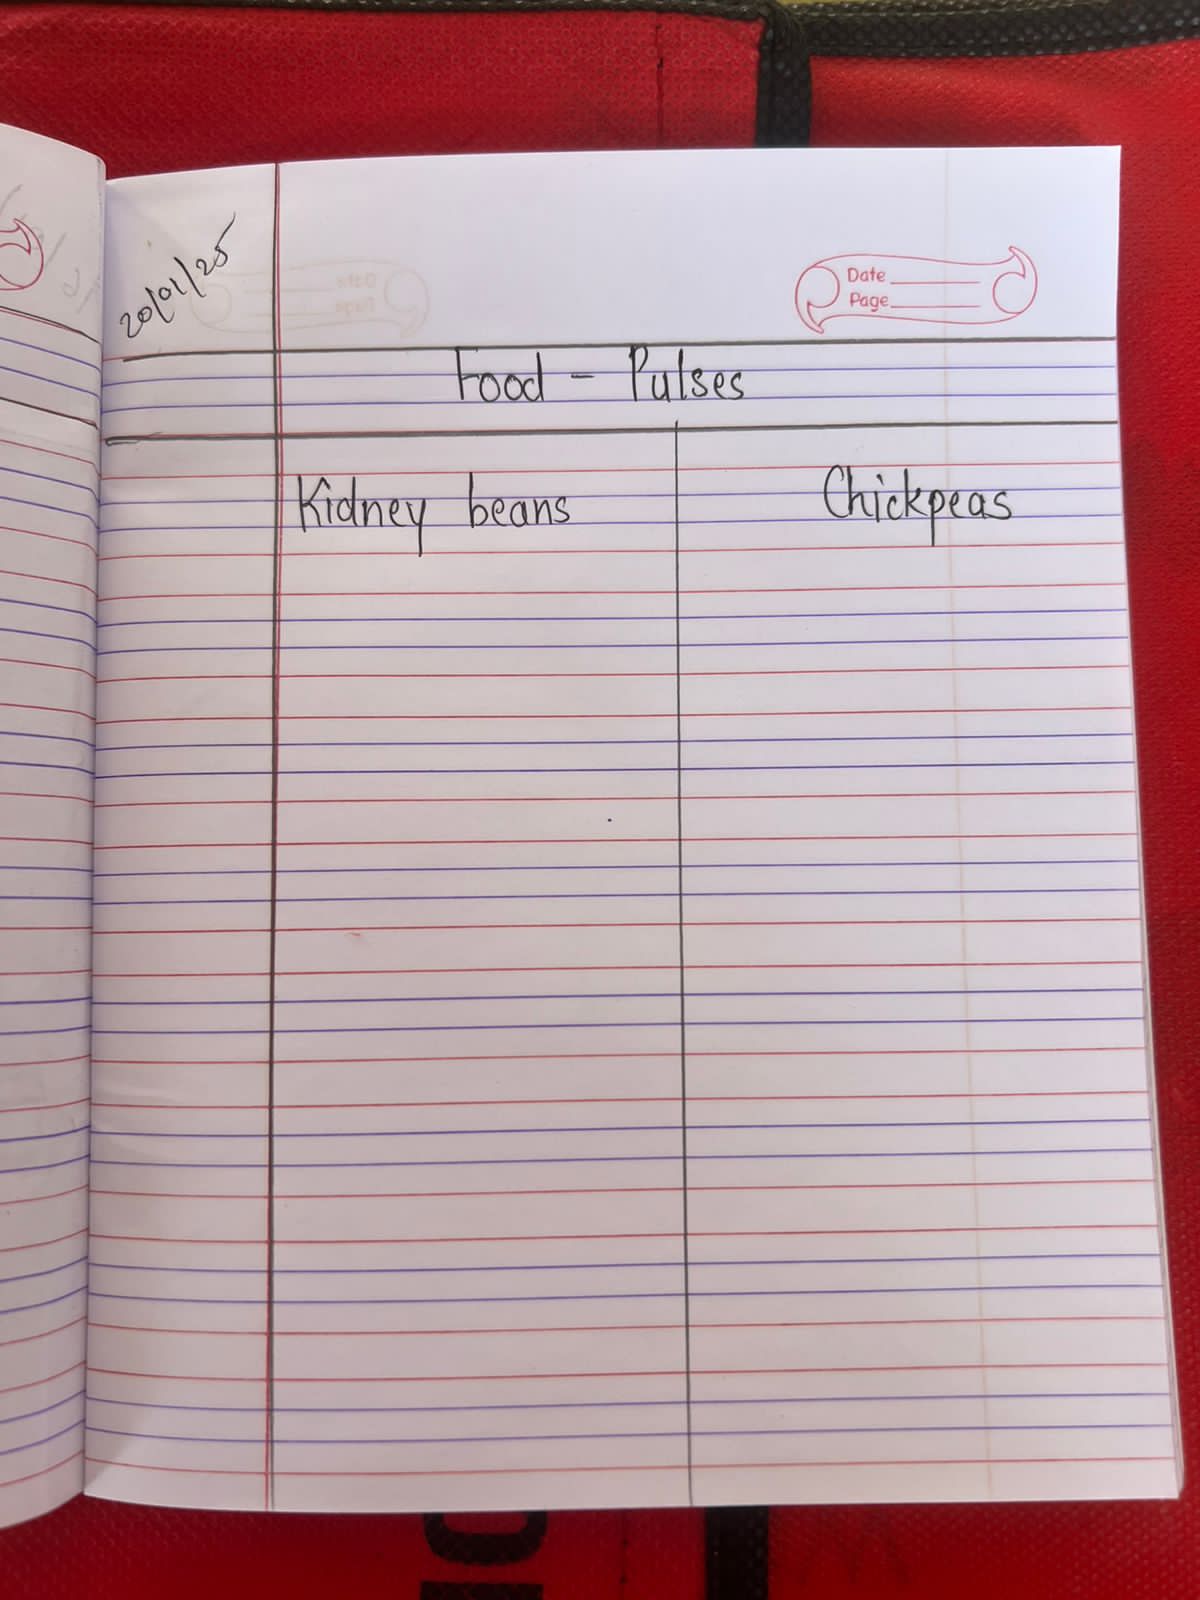 20/01/25
Date
Page
Food - Pulses
Kidney beans
Chickpeas